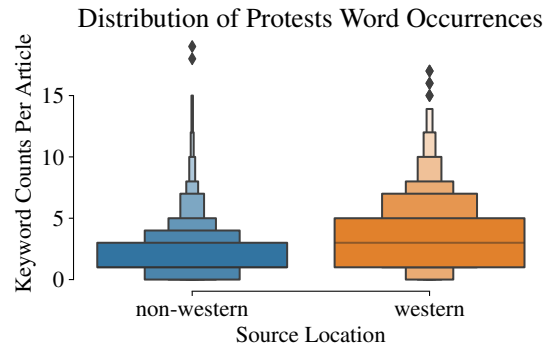 Distribution of Protests Word Occurrences
Keyword Counts Per Article
15
10
5
0
non-western
western
Source Location